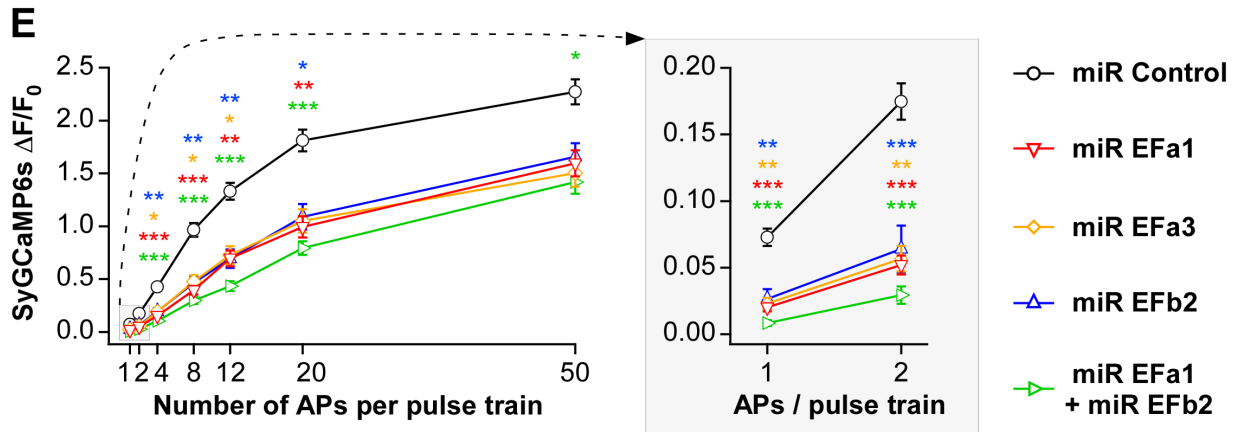 E
SyGCaMP6s ΔF/F0
2.5
2.0
1.5
1.0
0.5
0.0
** * *** ***
** * *** ***
** * ** ***
* ** ***
*
1 2 4 8 12 20 50
Number of APs per pulse train
0.20
0.15
0.10
0.05
0.00
** ** *** ***
*** ** *** ***
1 2
APs / pulse train
miR Control
miR EFa1
miR EFa3
miR EFb2
miR EFa1
+ miR EFb2